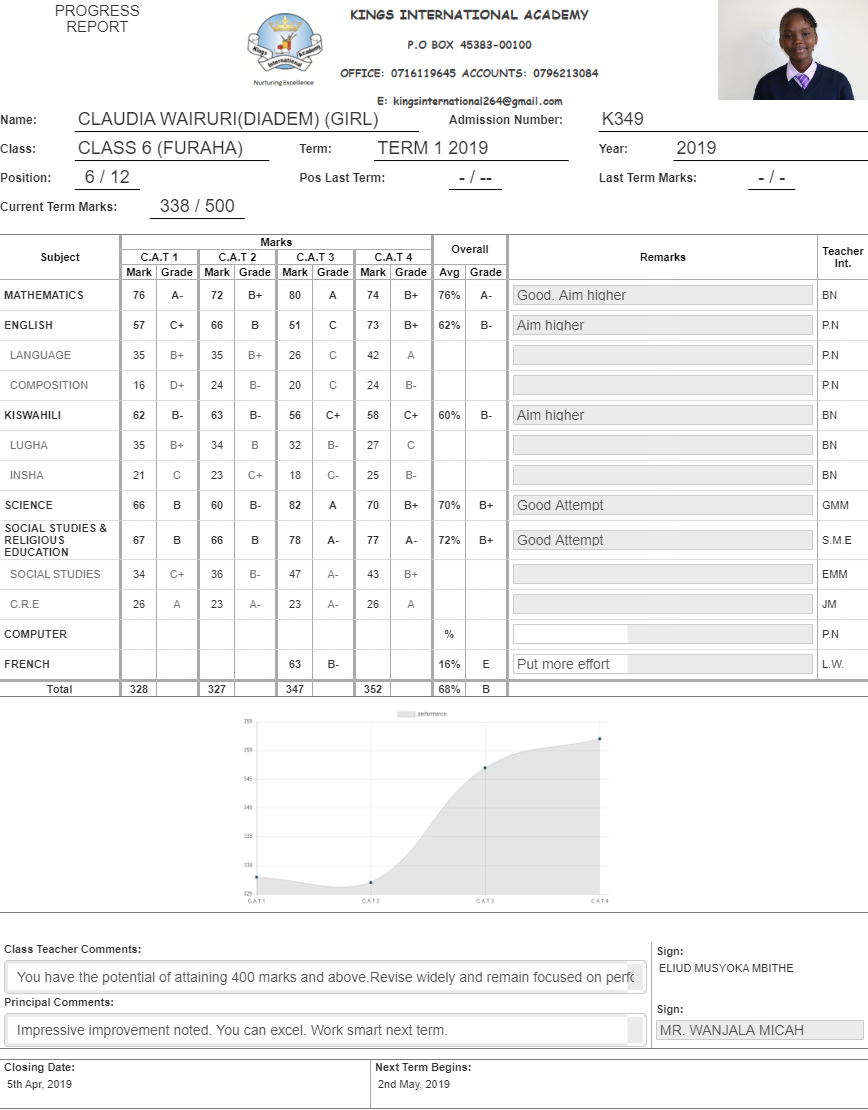 PROGRESS
REPORT
KINGS INTERNATIONAL ACADEMY
P.O BOX 45383-00100
OFFICE: 0716119645 ACCOUNTS: 0796213084
E: kingsinternational264@gmail.com
Kings International Academy
Nurturing Excellence
Name: CLAUDIA WAIRURI(DIADEM) (GIRL) Admission Number: K349
Class: CLASS 6 (FURAHA) Term: TERM 1 2019 Year: 2019
Position: 6 / 12 Pos Last Term: - / -- Last Term Marks: - / -
Current Term Marks: 338 / 500
Subject Marks Overall Remarks Teacher Int.
C.A.T 1 C.A.T 2 C.A.T 3 C.A.T 4
Mark Grade Mark Grade Mark Grade Mark Grade Avg Grade
MATHEMATICS 76 A- 72 B+ 80 A 74 B+ 76% A- Good. Aim higher BN
ENGLISH 57 C+ 66 B 51 C 73 B+ 62% B- Aim higher P.N
LANGUAGE 35 B+ 35 B+ 26 C 42 A P.N
COMPOSITION 16 D+ 24 B- 20 C 24 B- P.N
KISWAHILI 62 B- 63 B- 56 C+ 58 C+ 60% B- Aim higher BN
LUGHA 35 B+ 34 B 32 B- 27 C BN
INSHA 21 C 23 C+ 18 C- 25 B- BN
SCIENCE 66 B 60 B- 82 A 70 B+ 70% B+ Good Attempt GMM
SOCIAL STUDIES &
RELIGIOUS
EDUCATION 67 B 66 B 78 A- 77 A- 72% B+ Good Attempt S.M.E
SOCIAL STUDIES 34 C+ 36 B- 47 A- 43 B+ EMM
C.R.E 26 A 23 A- 23 A- 26 A JM
COMPUTER % P.N
FRENCH 63 B- 16% E Put more effort L.W.
Total 328 327 347 352 68% B
performance
355
350
345
340
335
330
325
CAT1 CAT2 CAT3 CAT4
Class Teacher Comments:
You have the potential of attaining 400 marks and above.Revise widely and remain focused on perfo
Sign:
ELIUD MUSYOKA MBITHE
Principal Comments:
Impressive improvement noted. You can excel. Work smart next term.
Sign:
MR. WANJALA MICAH
Closing Date: Next Term Begins:
5th Apr, 2019 2nd May, 2019